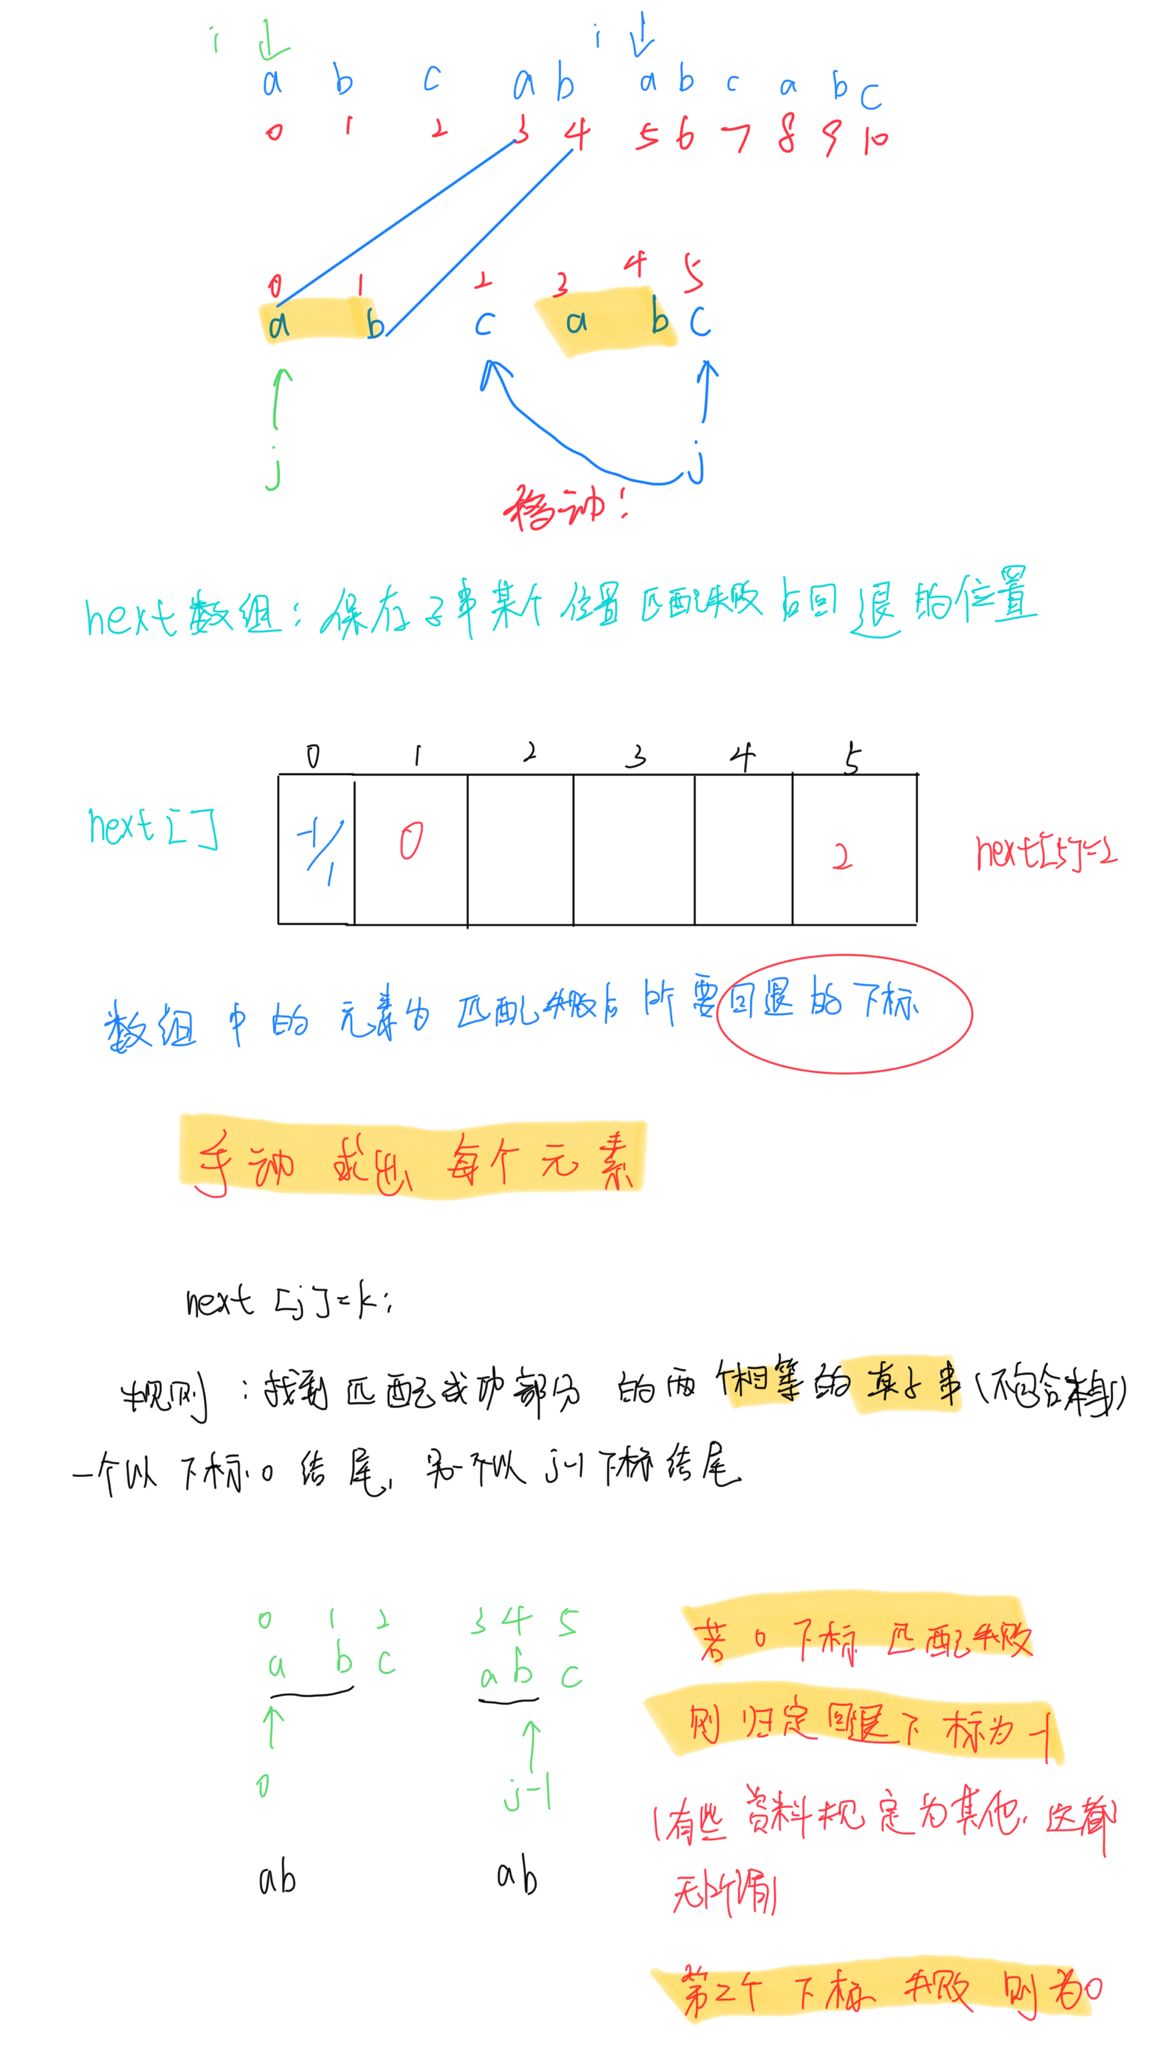 i i
a b c a b a b c a b c
0 1 2 3 4 5 6 7 8 9 10
0 1 2 3 4 5
a b c a b c
j j
移动!
next数组:保存子串某个位置匹配失败后回退的位置
0 1 2 3 4 5
next[] -1/1 0 2 next[5]=2
数组中的元素为匹配失败后所要回退的下标
手动求出每个元素
next[j]=k;
规则:找到匹配成功部分的两个相等的真子串(不包含本身)
一个以下标0结尾,另一个以j-1下标结尾
0 1 2 3 4 5
a b c a b c
0 j-1
ab ab
若0下标匹配失败
则归定回退下标为-1
(有些资料规定为其他,这都
无所谓)
第2个下标失败则为0